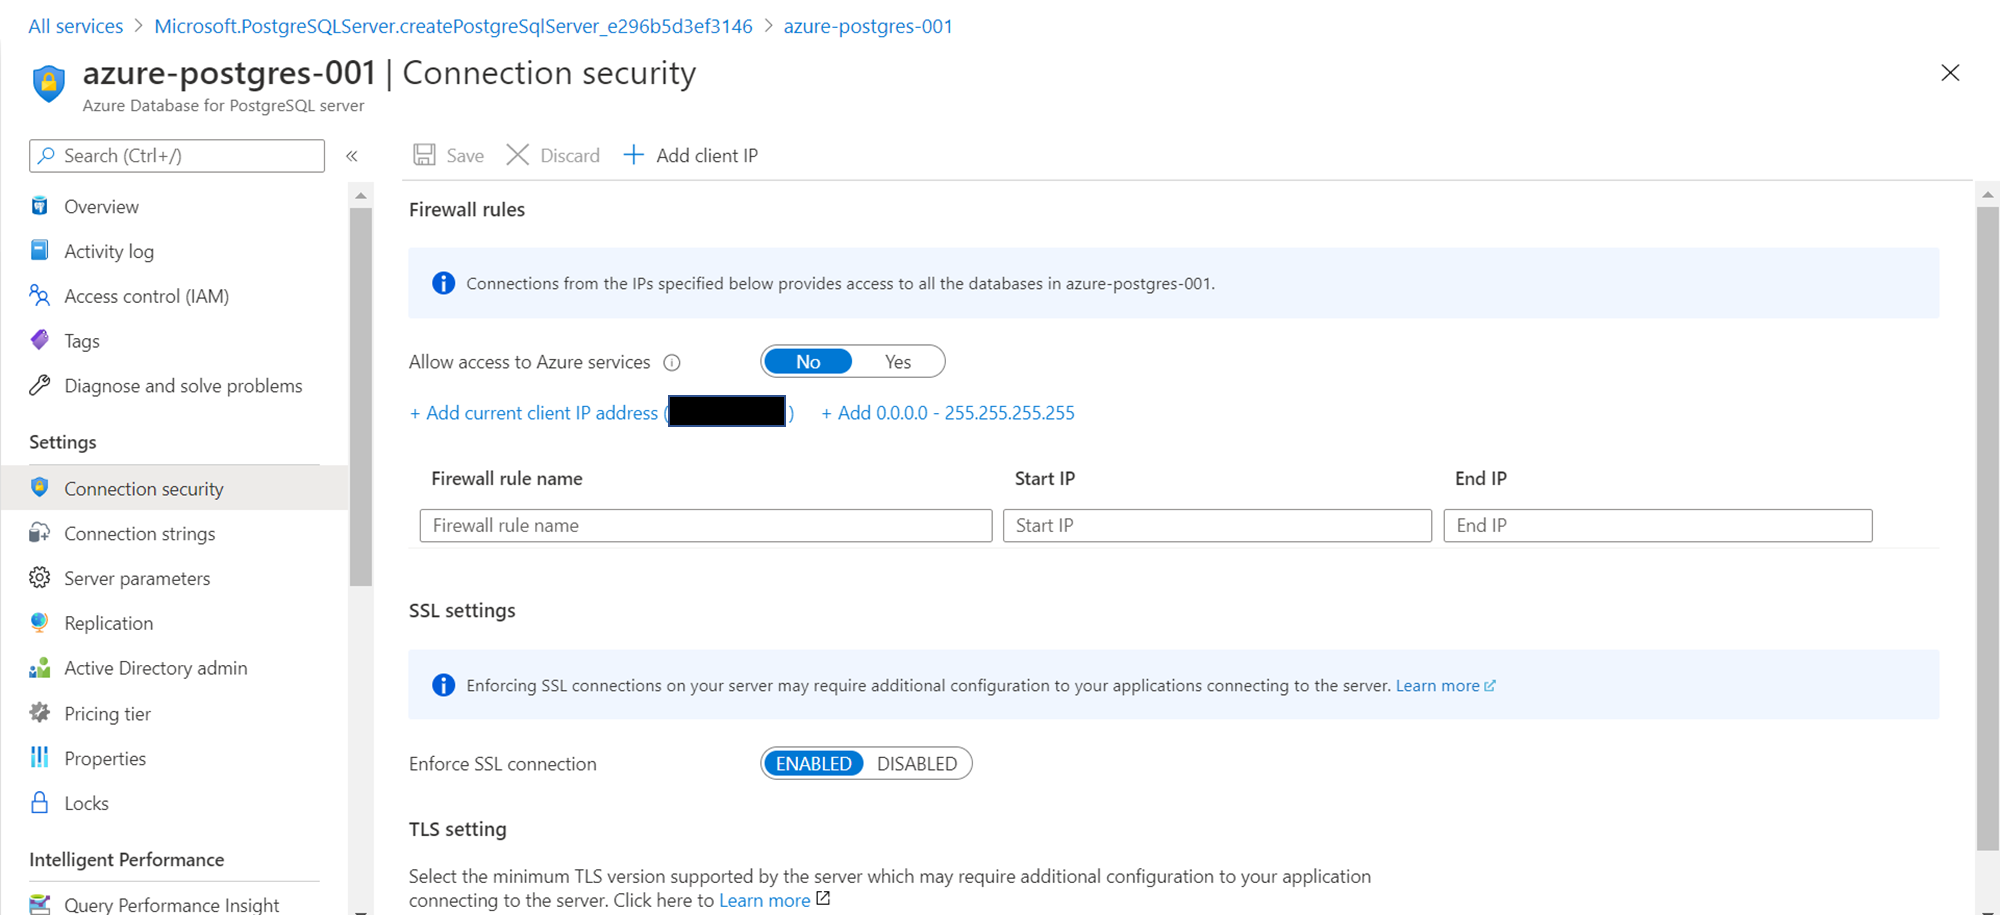 All services > Microsoft.PostgreSQLServer.createPostgreSqlServer_e296b5d3ef3146 > azure-postgres-001
azure-postgres-001 | Connection security
Azure Database for PostgreSQL server
Search (Ctrl+/) «
Save Discard + Add client IP
Overview
Activity log
Access control (IAM)
Tags
Diagnose and solve problems
Settings
Connection security
Connection strings
Server parameters
Replication
Active Directory admin
Pricing tier
Properties
Locks
Intelligent Performance
Query Performance Insight
Firewall rules
Connections from the IPs specified below provides access to all the databases in azure-postgres-001.
Allow access to Azure services No Yes
+ Add current client IP address ( ) + Add 0.0.0.0 - 255.255.255.255
Firewall rule name Start IP End IP
Firewall rule name Start IP End IP
SSL settings
Enforcing SSL connections on your server may require additional configuration to your applications connecting to the server. Learn more
Enforce SSL connection ENABLED DISABLED
TLS setting
Select the minimum TLS version supported by the server which may require additional configuration to your application
connecting to the server. Click here to Learn more